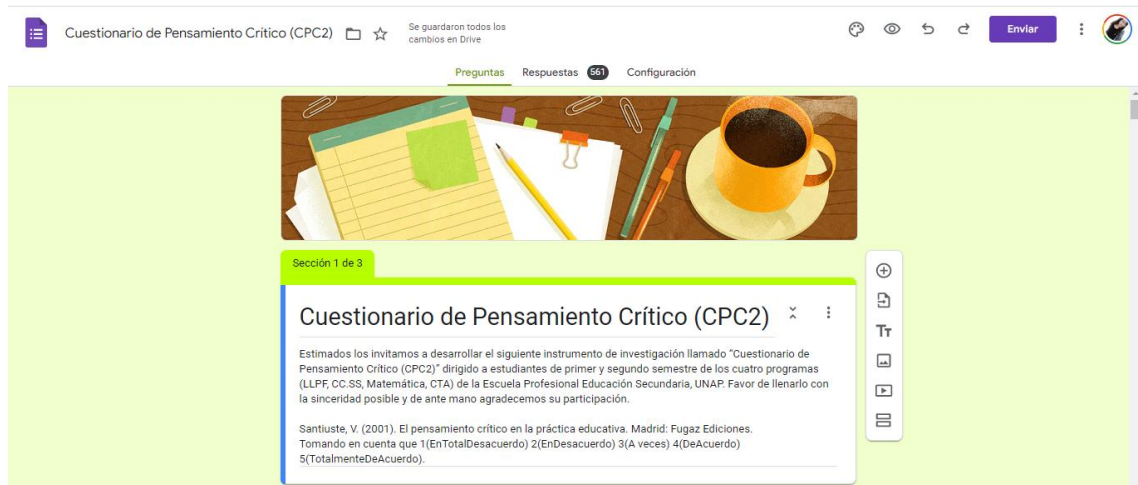 Cuestionario de Pensamiento Crítico (CPC2)
Se guardaron todos los
cambios en Drive
Enviar
Preguntas Respuestas 561 Configuración
Sección 1 de 3
Cuestionario de Pensamiento Crítico (CPC2)
Estimados los invitamos a desarrollar el siguiente instrumento de investigación llamado “Cuestionario de
Pensamiento Crítico (CPC2)” dirigido a estudiantes de primer y segundo semestre de los cuatro programas
(LLPF, CC.SS, Matemática, CTA) de la Escuela Profesional Educación Secundaria, UNAP. Favor de llenarlo con
la sinceridad posible y de ante mano agradecemos su participación.
Santiuste, V. (2001). El pensamiento crítico en la práctica educativa. Madrid: Fugaz Ediciones.
Tomando en cuenta que 1(EnTotalDesacuerdo) 2(EnDesacuerdo) 3(A veces) 4(DeAcuerdo)
5(TotalmenteDeAcuerdo).
Tт